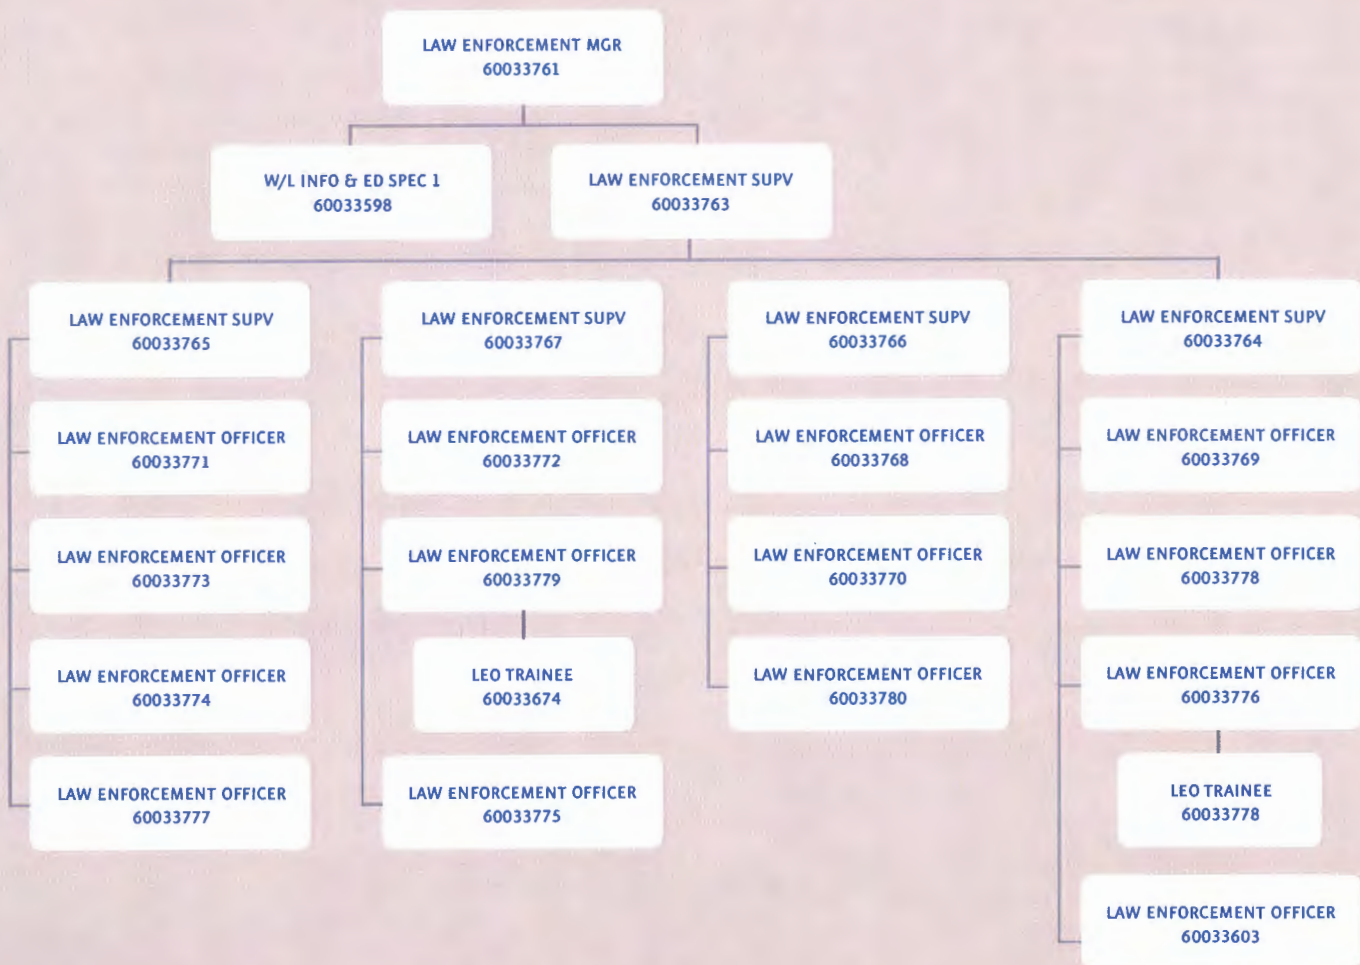 LAW ENFORCEMENT MGR
60033761
W/L INFO & ED SPEC 1
60033598
LAW ENFORCEMENT SUPV
60033763
LAW ENFORCEMENT SUPV
60033765
LAW ENFORCEMENT OFFICER
60033771
LAW ENFORCEMENT OFFICER
60033773
LAW ENFORCEMENT OFFICER
60033774
LAW ENFORCEMENT OFFICER
60033777
LAW ENFORCEMENT SUPV
60033767
LAW ENFORCEMENT OFFICER
60033772
LAW ENFORCEMENT OFFICER
60033779
LEO TRAINEE
60033674
LAW ENFORCEMENT OFFICER
60033775
LAW ENFORCEMENT SUPV
60033766
LAW ENFORCEMENT OFFICER
60033768
LAW ENFORCEMENT OFFICER
60033770
LAW ENFORCEMENT OFFICER
60033780
LAW ENFORCEMENT SUPV
60033764
LAW ENFORCEMENT OFFICER
60033769
LAW ENFORCEMENT OFFICER
60033778
LAW ENFORCEMENT OFFICER
60033776
LEO TRAINEE
60033778
LAW ENFORCEMENT OFFICER
60033603